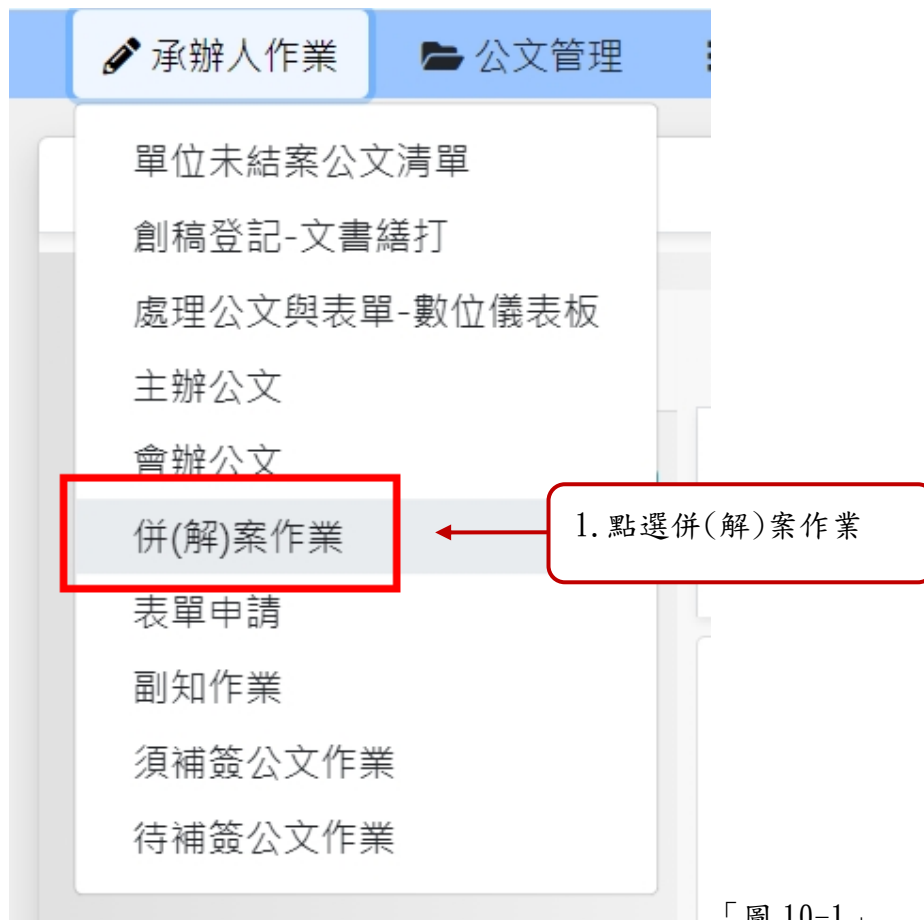 承辦人作業 公文管理
單位未結案公文清單
創稿登記-文書繕打
處理公文與表單-數位儀表板
主辦公文
會辦公文
併(解)案作業
1.點選併(解)案作業
表單申請
副知作業
須補簽公文作業
待補簽公文作業
「圖 10-1」